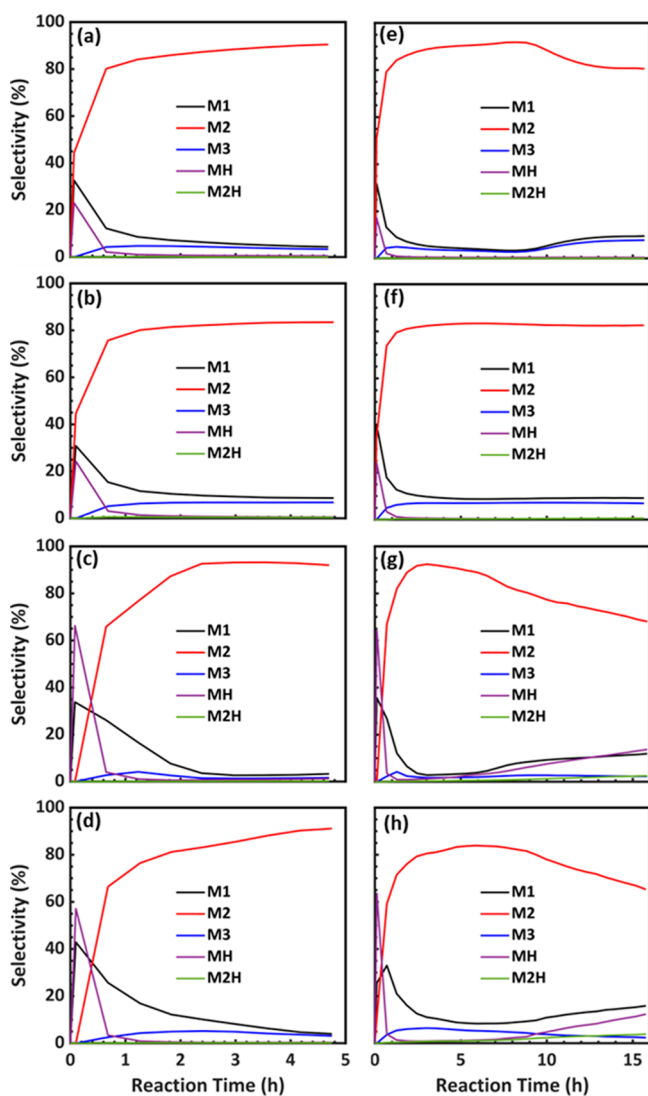 (a)
100
80
60
40
20
0
Selectivity (%)
M1
M2
M3
MH
M2H
(e)
M1
M2
M3
MH
M2H
(b)
100
80
60
40
20
0
Selectivity (%)
M1
M2
M3
MH
M2H
(f)
M1
M2
M3
MH
M2H
(c)
100
80
60
40
20
0
Selectivity (%)
M1
M2
M3
MH
M2H
(g)
M1
M2
M3
MH
M2H
(d)
100
80
60
40
20
0
Selectivity (%)
M1
M2
M3
MH
M2H
0 1 2 3 4 5
Reaction Time (h)
(h)
M1
M2
M3
MH
M2H
0 5 10 15
Reaction Time (h)